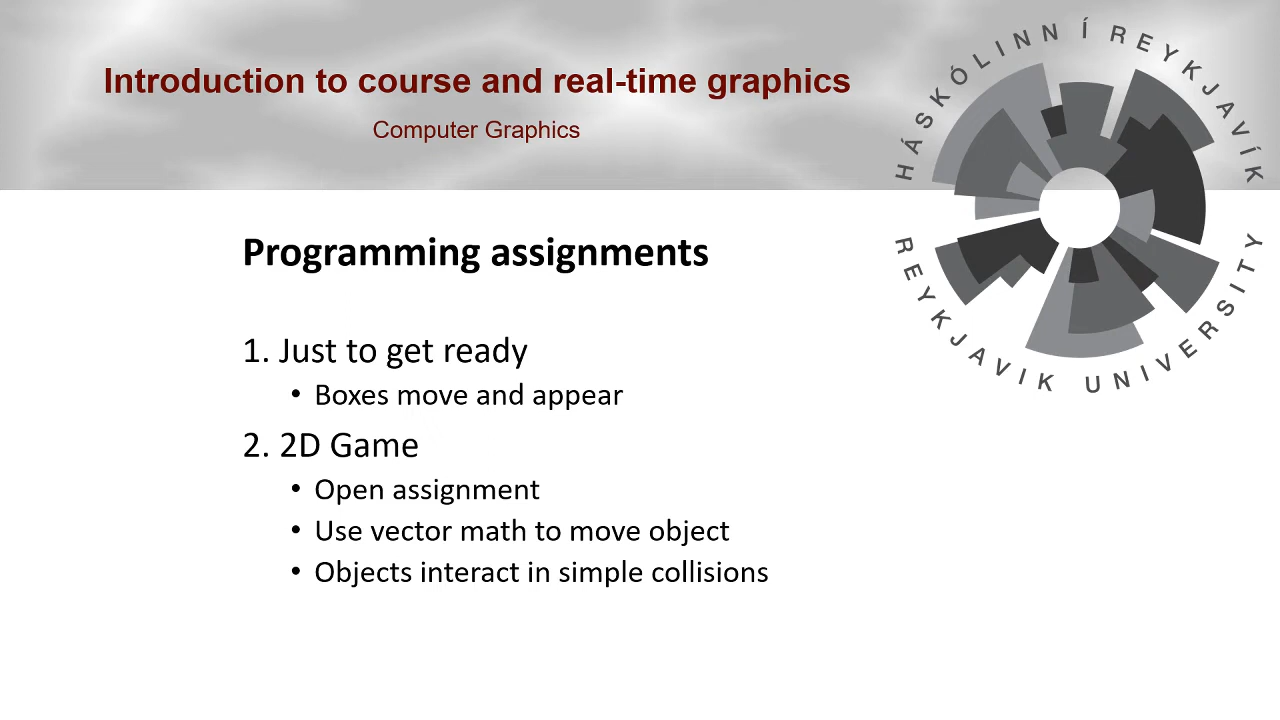 Introduction to course and real-time graphics
Computer Graphics
HÁSKÓLINN Í REYKJAVÍK
REYKJAVIK UNIVERSITY
Programming assignments
1. Just to get ready
• Boxes move and appear
2. 2D Game
• Open assignment
• Use vector math to move object
• Objects interact in simple collisions